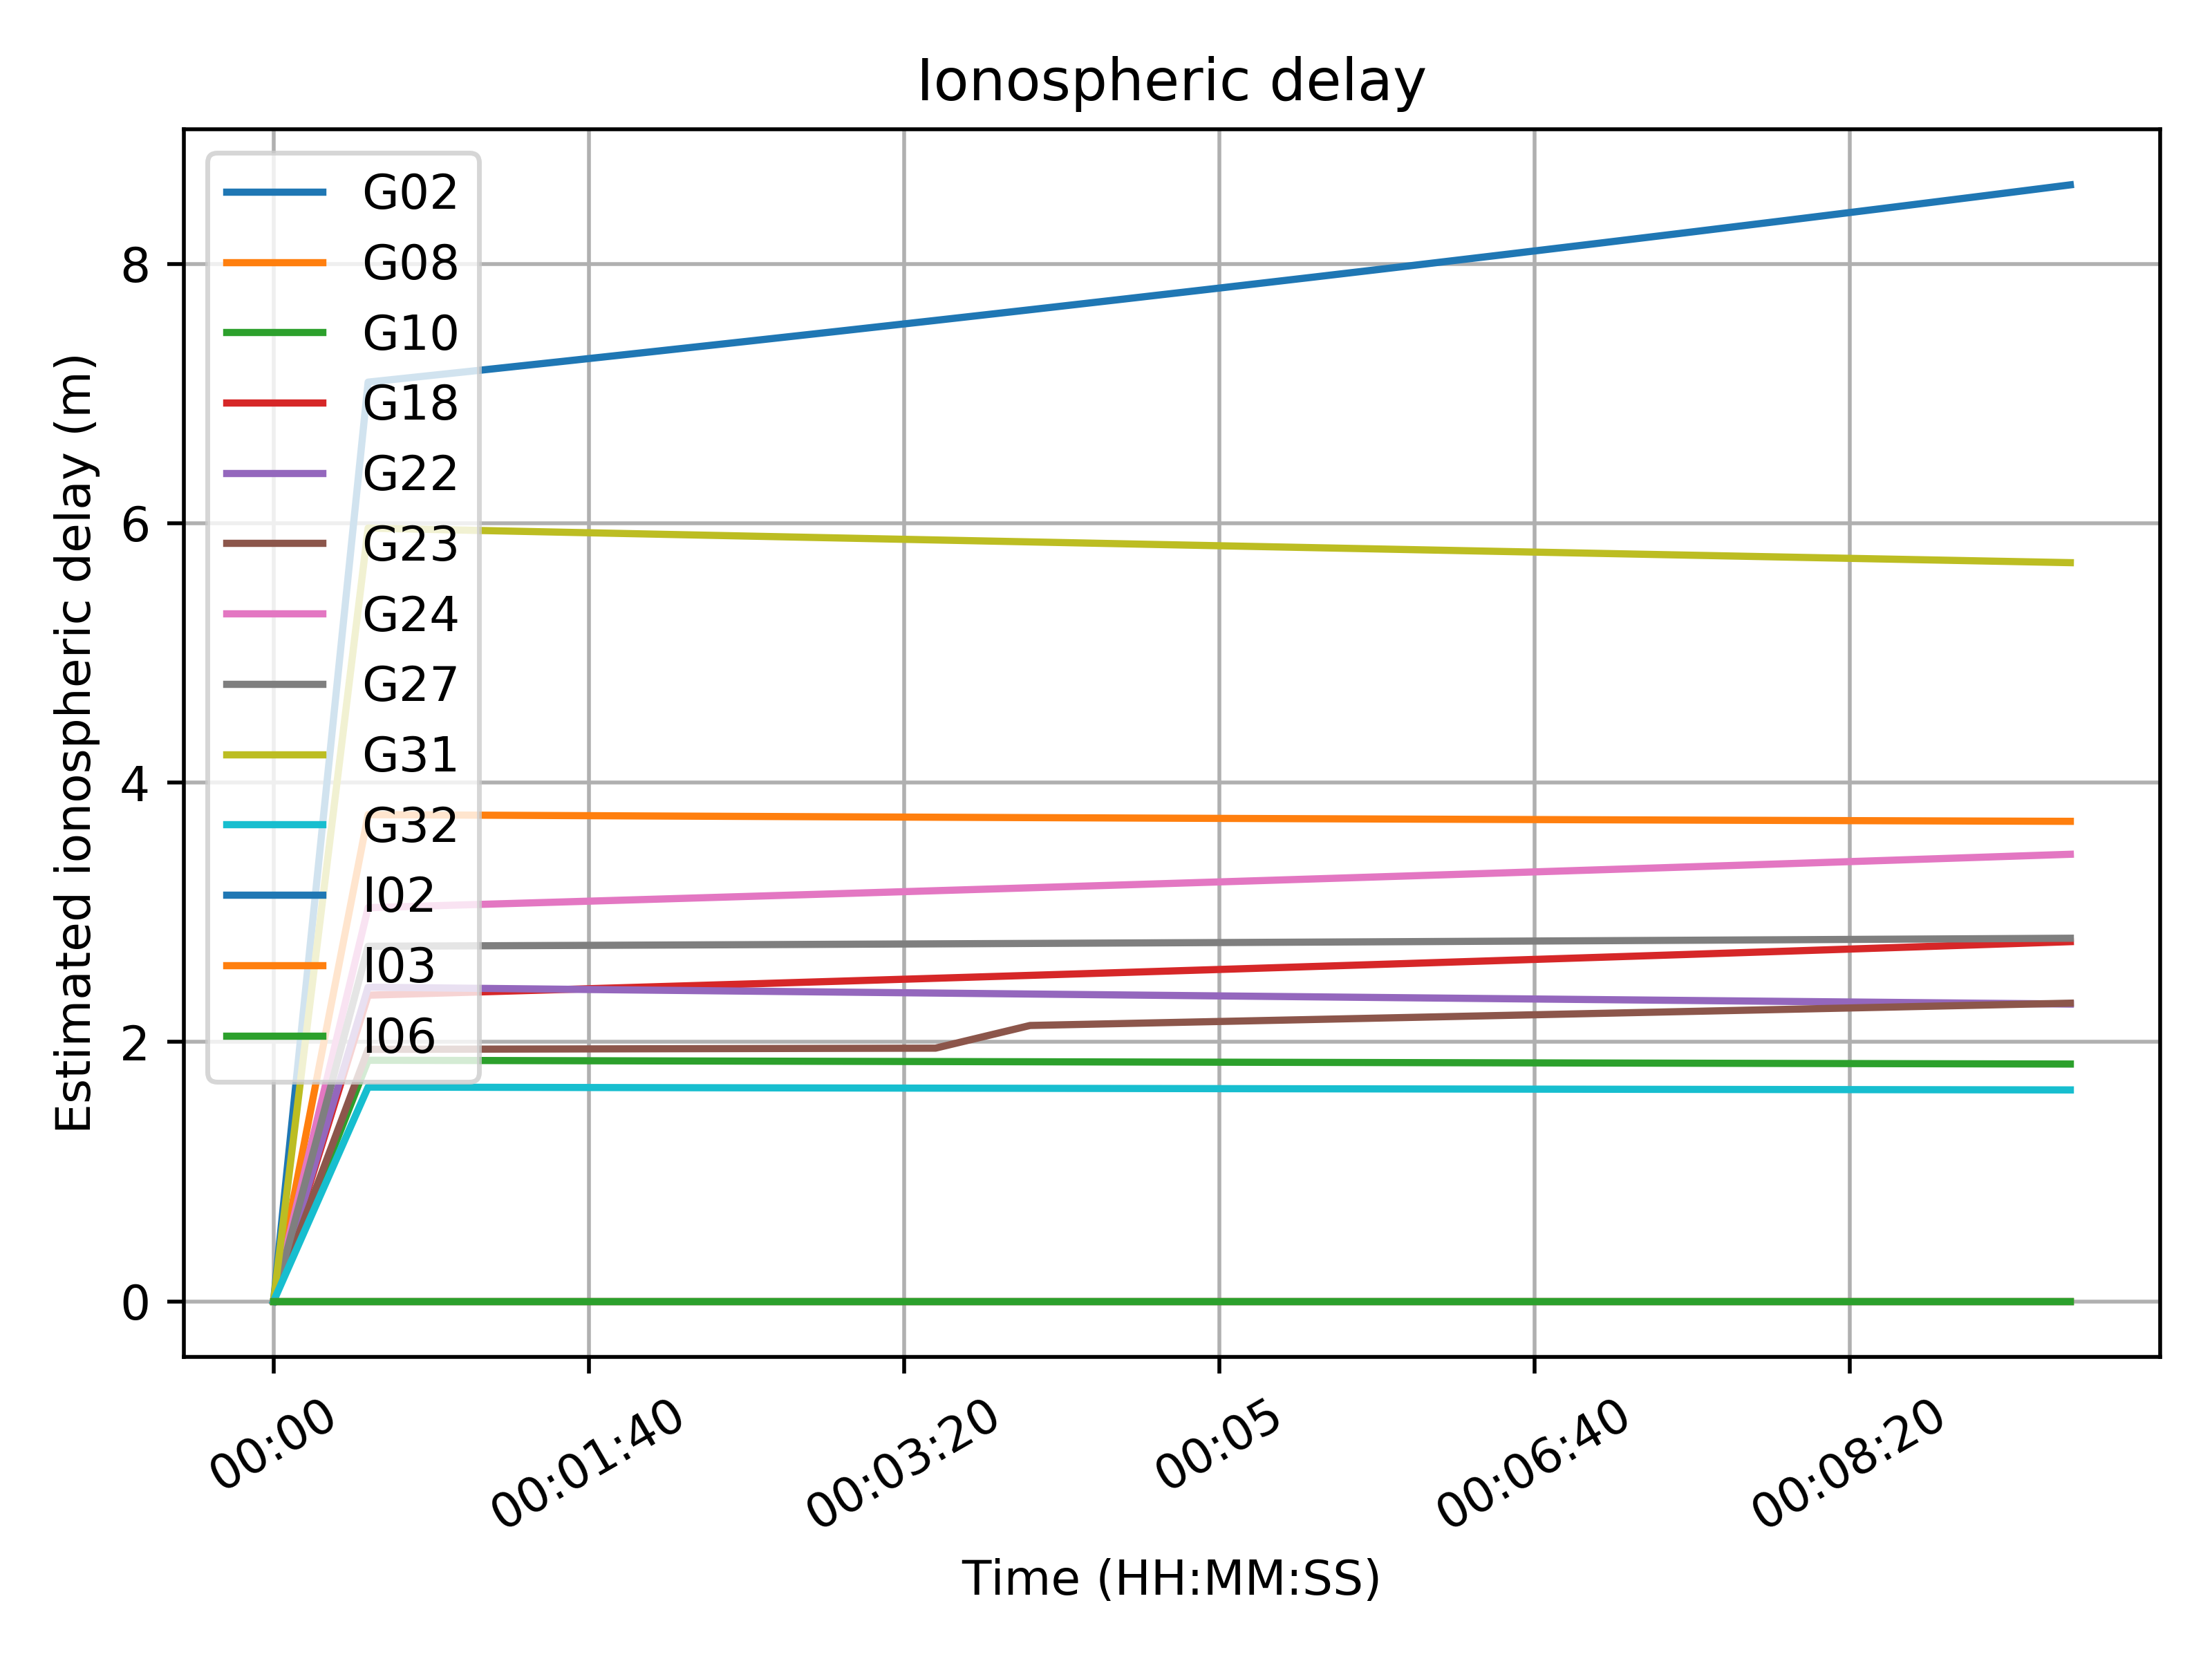 Ionospheric delay
Estimated ionospheric delay (m)
8
6
4
2
0
G02
G08
G10
G18
G22
G23
G24
G27
G31
G32
I02
I03
I06
00:00
00:01:40
00:03:20
00:05
00:06:40
00:08:20
Time (HH:MM:SS)